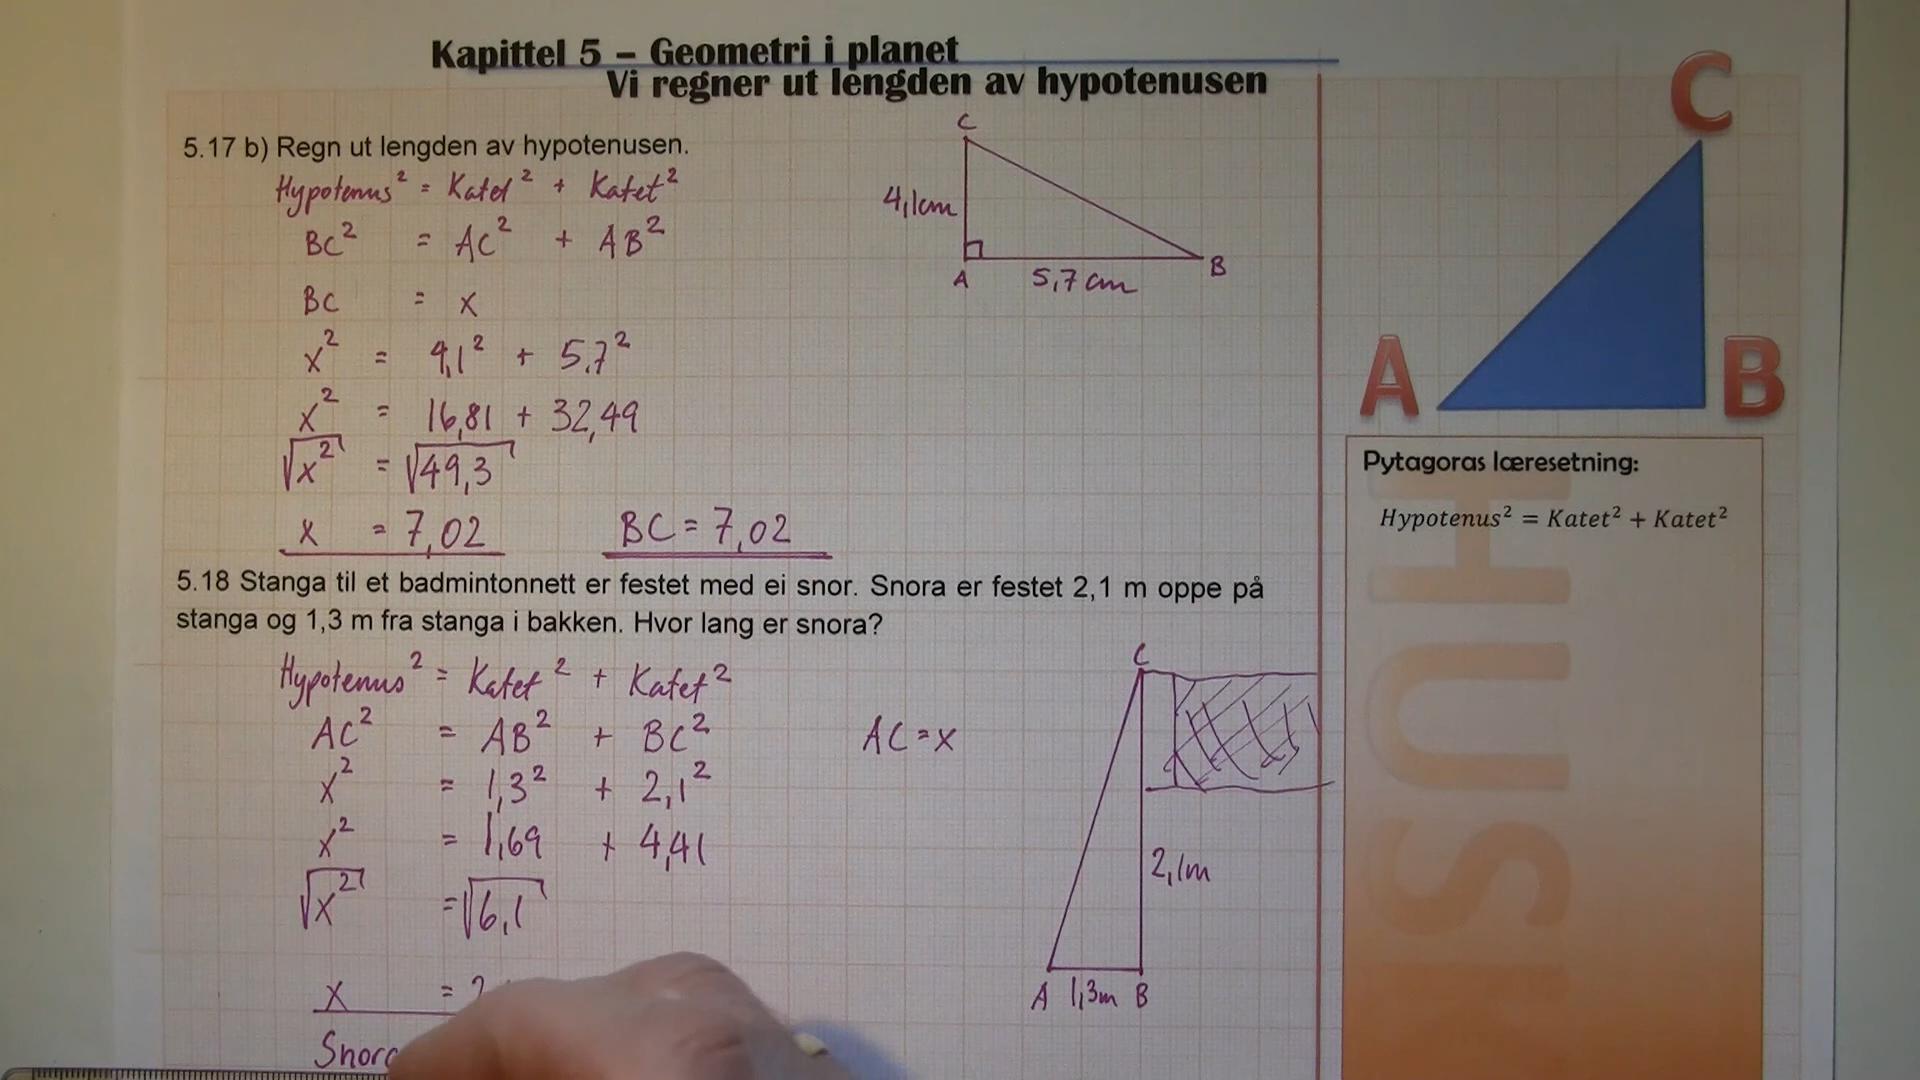 Kapittel 5 – Geometri i planet
Vi regner ut lengden av hypotenusen
5.17 b) Regn ut lengden av hypotenusen.
Hypotenus² = Katet² + Katet²
BC² = AC² + AB²
BC = x
x² = 4,1² + 5,7²
x² = 16,81 + 32,49
√x² = √49,3
x = 7,02
BC = 7,02
C
4,1cm
A
5,7 cm
B
5.18 Stanga til et badmintonnett er festet med ei snor. Snora er festet 2,1 m oppe på
stanga og 1,3 m fra stanga i bakken. Hvor lang er snora?
Hypotenus² = Katet² + Katet²
AC² = AB² + BC²
AC = x
x² = 1,3² + 2,1²
x² = 1,69 + 4,41
√x² = √6,1
x = 2
C
2,1m
A 1,3m B
C
A
B
Pytagoras læresetning:
Hypotenus² = Katet² + Katet²